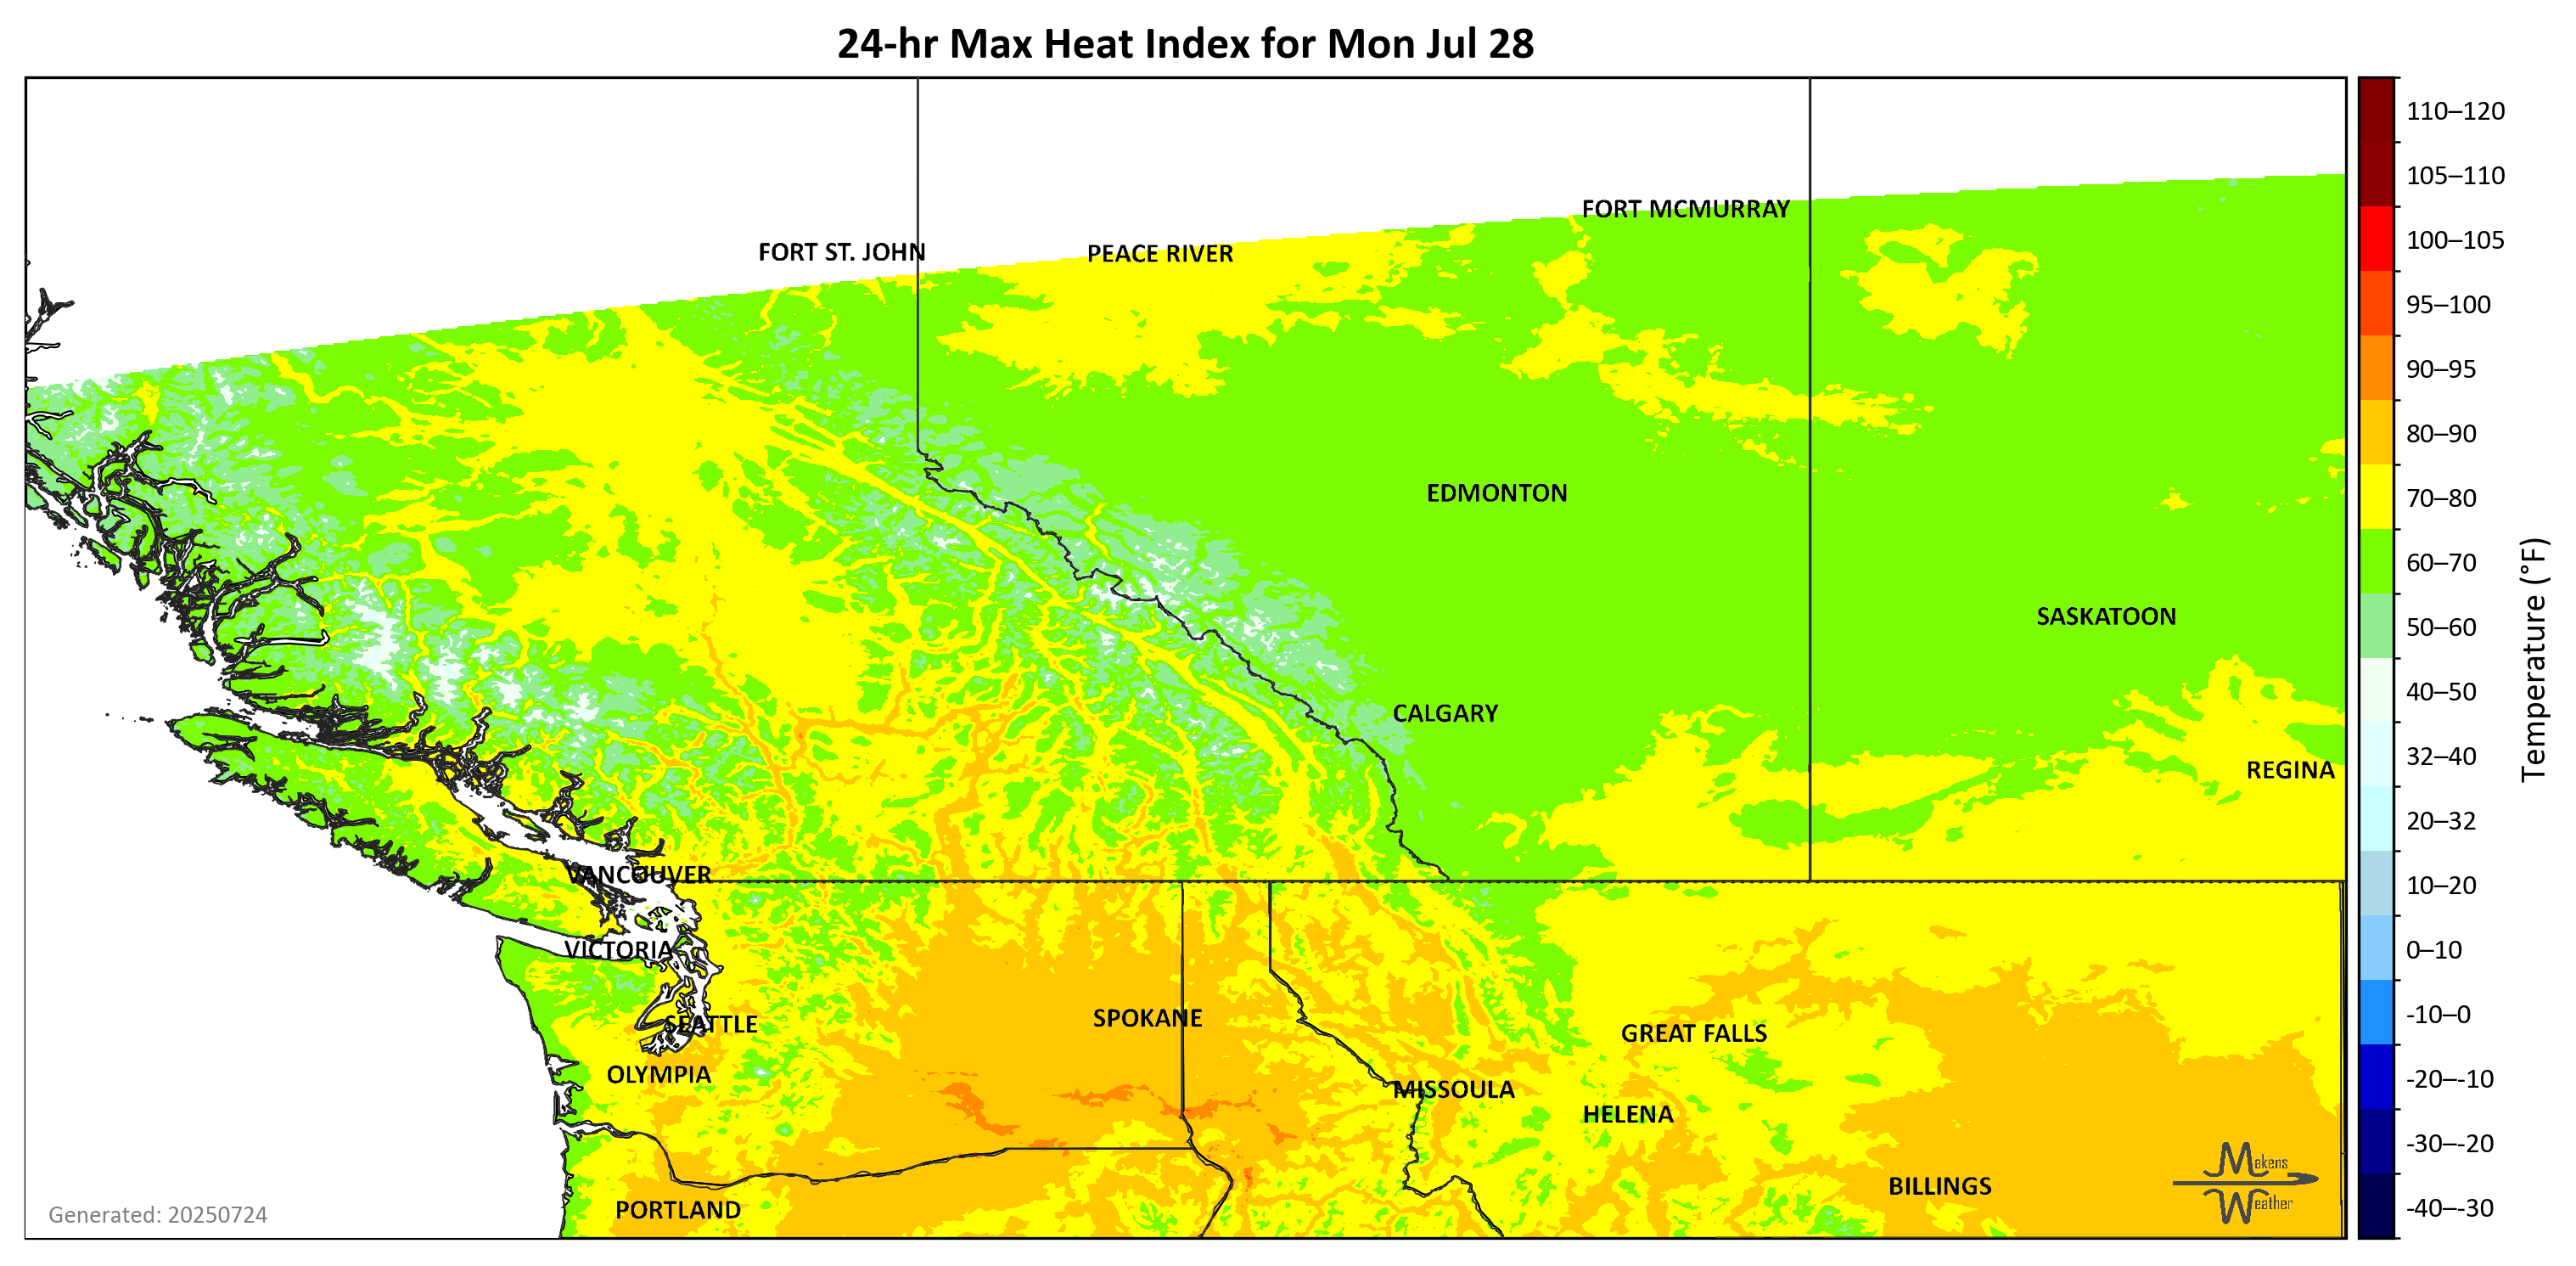 24-hr Max Heat Index for Mon Jul 28
110–120
105–110
FORT MCMURRAY
100–105
FORT ST. JOHN
PEACE RIVER
95–100
90–95
80–90
EDMONTON
70–80
60–70
SASKATOON
50–60
40–50
CALGARY
32–40
REGINA
Temperature (°F)
20–32
VANCOUVER
10–20
VICTORIA
0–10
SEATTLE
SPOKANE
GREAT FALLS
-10–0
OLYMPIA
MISSOULA
-20–-10
HELENA
-30–-20
Makens
Weather
BILLINGS
PORTLAND
-40–-30
Generated: 20250724